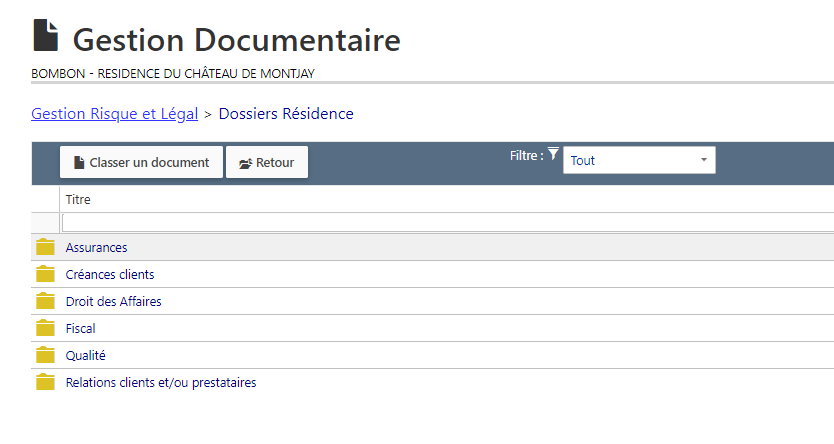 Gestion Documentaire
BOMBON - RESIDENCE DU CHÂTEAU DE MONTJAY
Gestion Risque et Légal > Dossiers Résidence
Classer un document Retour Filtre : Tout
Titre
Assurances
Créances clients
Droit des Affaires
Fiscal
Qualité
Relations clients et/ou prestataires